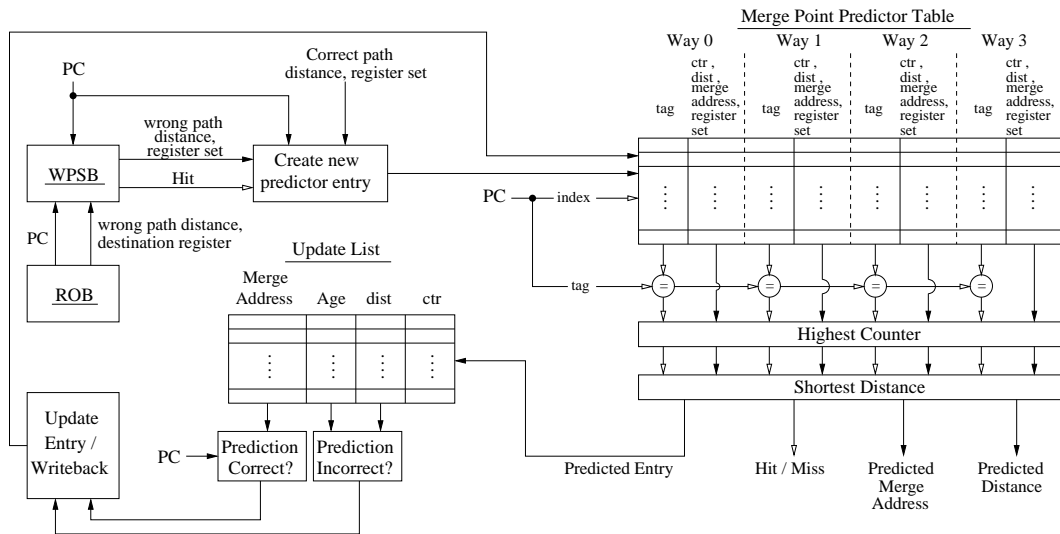 Merge Point Predictor Table
Way 0
Way 1
Way 2
Way 3
tag
ctr ,
dist ,
merge
address,
register
set
tag
ctr ,
dist ,
merge
address,
register
set
tag
ctr ,
dist ,
merge
address,
register
set
tag
ctr ,
dist ,
merge
address,
register
set
PC
Correct path
distance, register set
wrong path
distance,
register set
Hit
WPSB
Create new
predictor entry
PC
wrong path distance,
destination register
ROB
PC
index
tag
=
=
=
=
Highest Counter
Shortest Distance
Update List
Merge
Address
Age
dist
ctr
Update
Entry /
Writeback
PC
Prediction
Correct?
Prediction
Incorrect?
Predicted Entry
Hit / Miss
Predicted
Merge
Address
Predicted
Distance